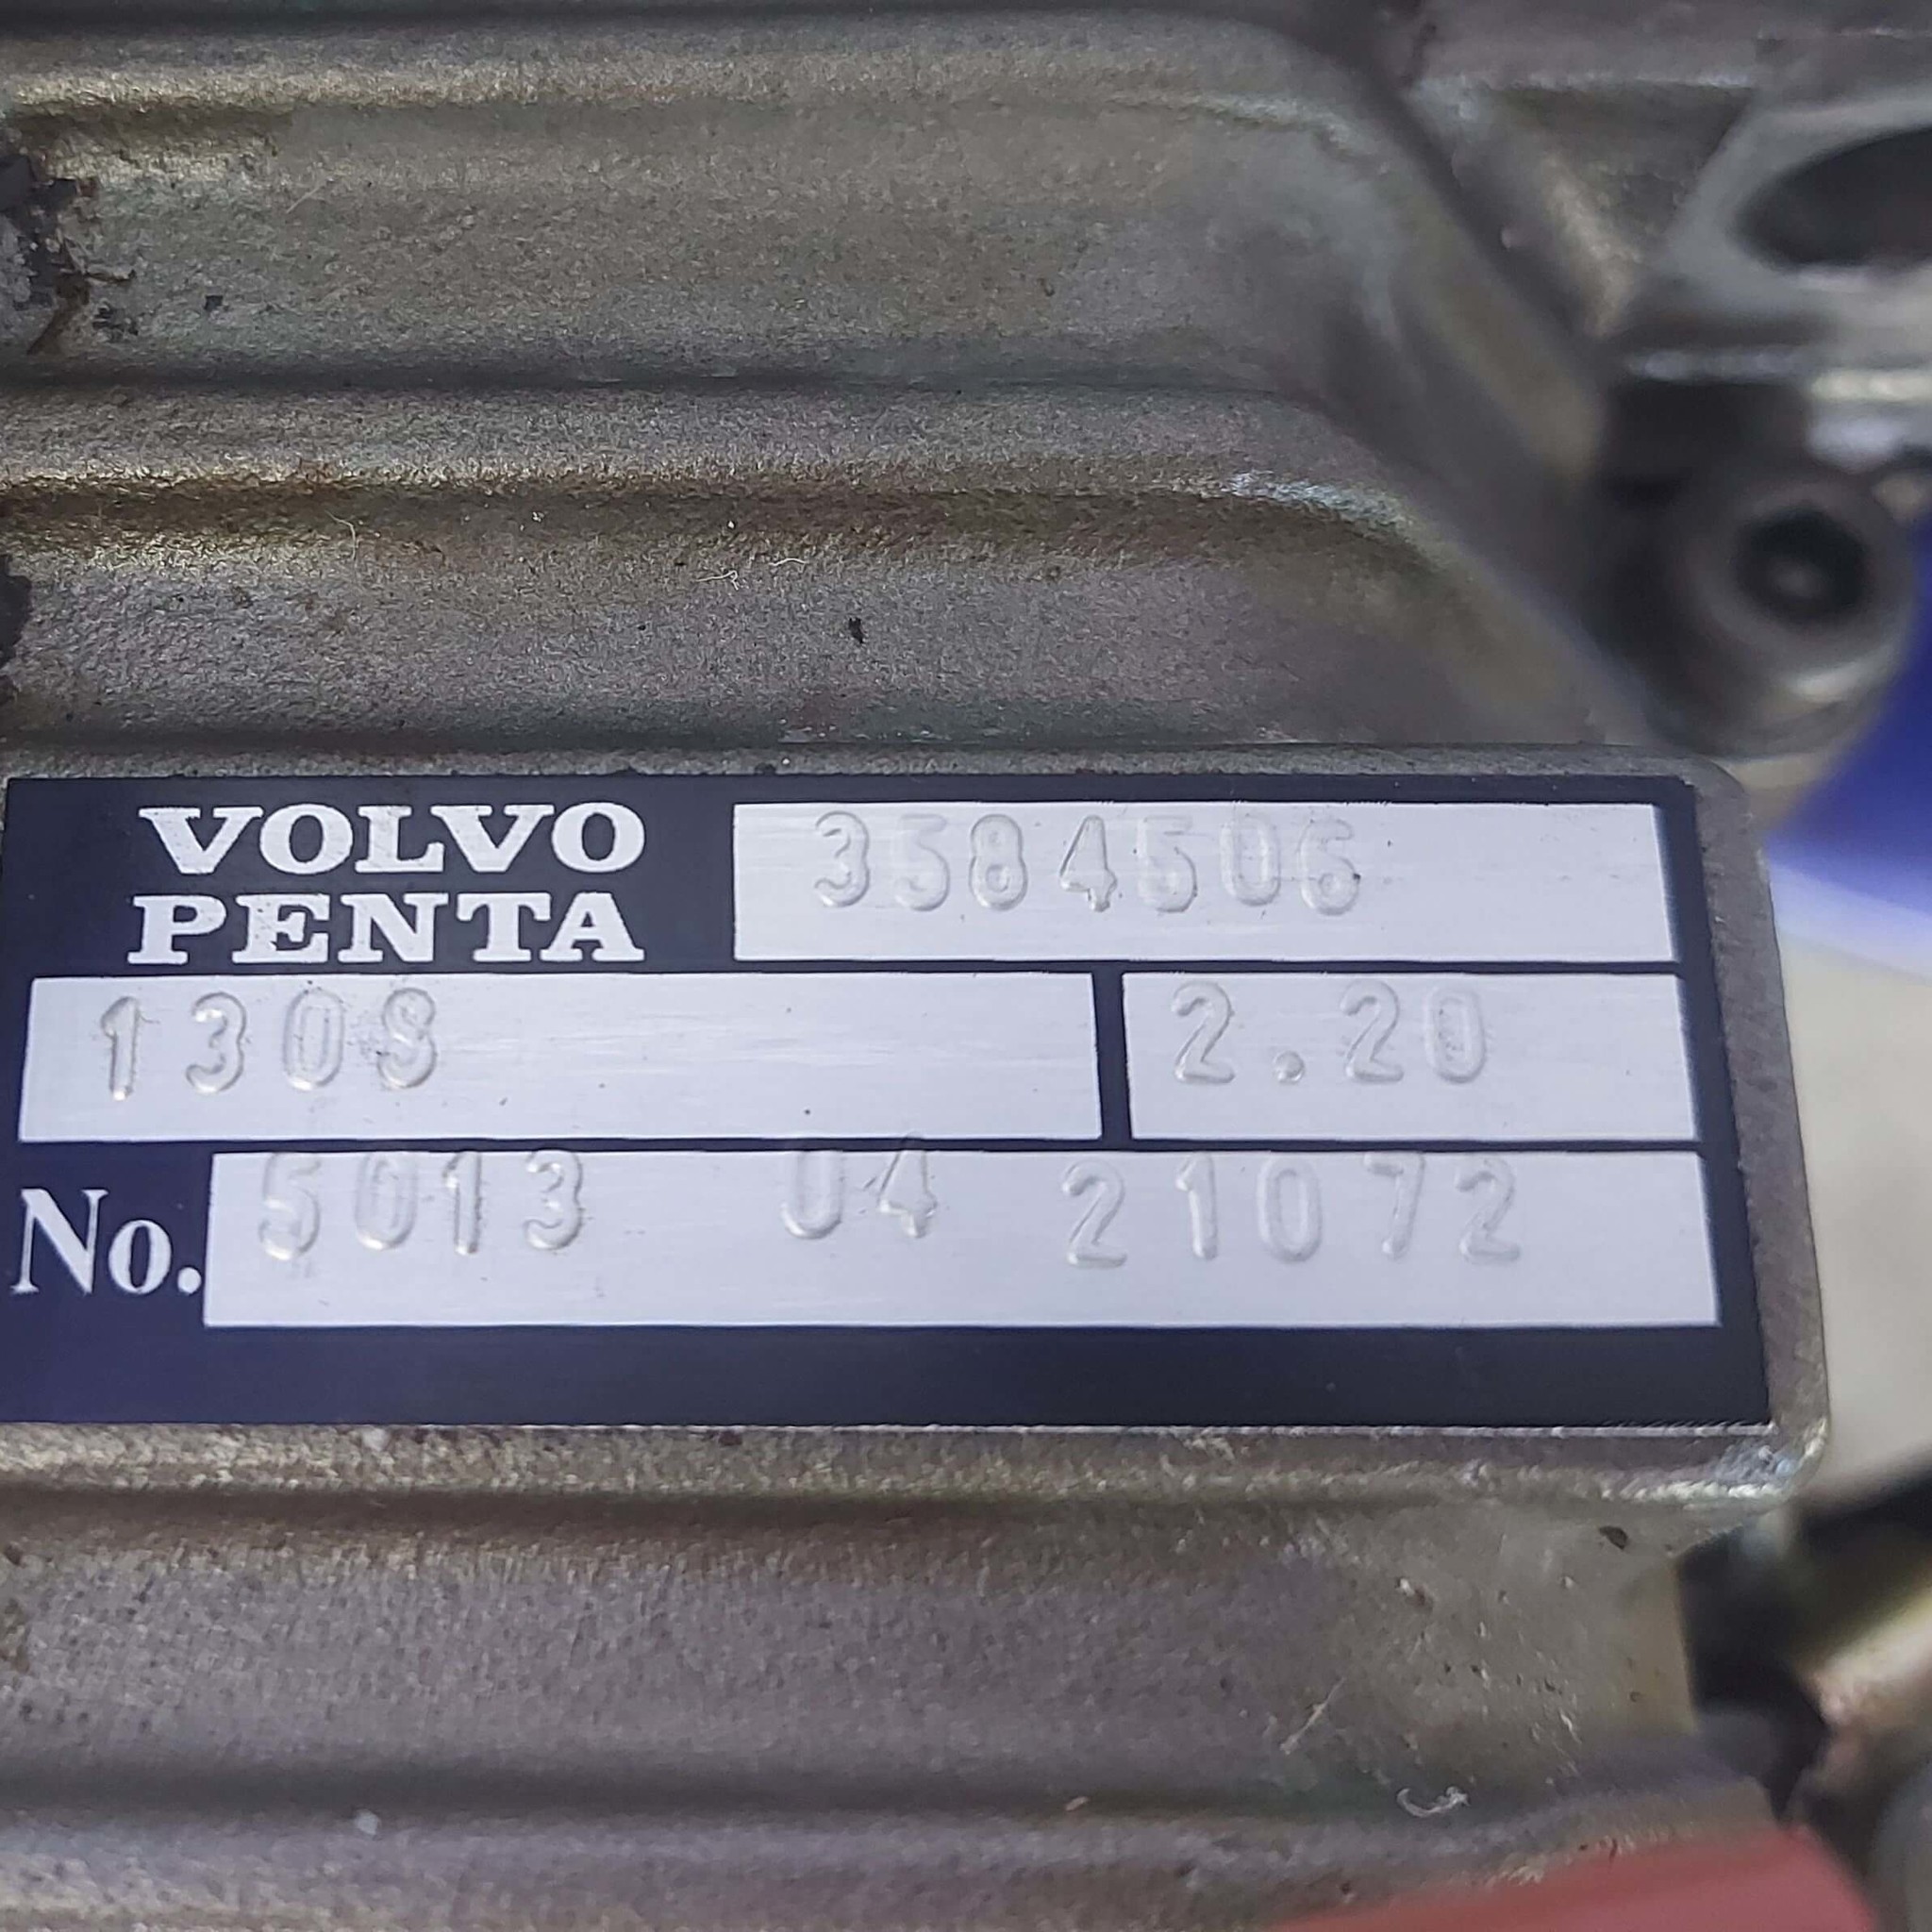 VOLVO
PENTA
3584506
130S
2.20
No. 5013 04 21072